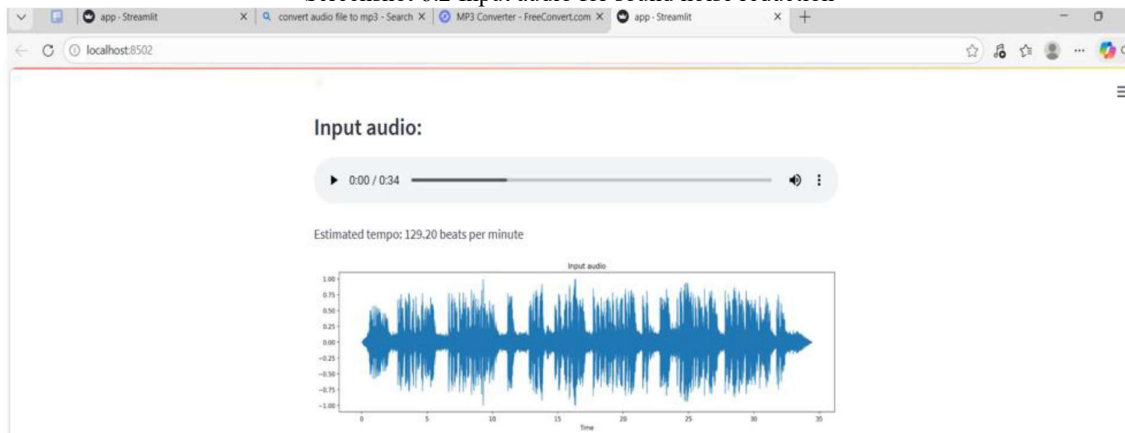 Screenshot: 6.2 Input audio for sound noise reduction
app - Streamlit
convert audio file to mp3 - Search
MP3 Converter - FreeConvert.com
app - Streamlit
localhost:8502
Input audio:
0:00 / 0:34
Estimated tempo: 129.20 beats per minute
Input audio
1.00
0.75
0.50
0.25
0.00
-0.25
-0.50
-0.75
-1.00
0 5 10 15 20 25 30 35
Time